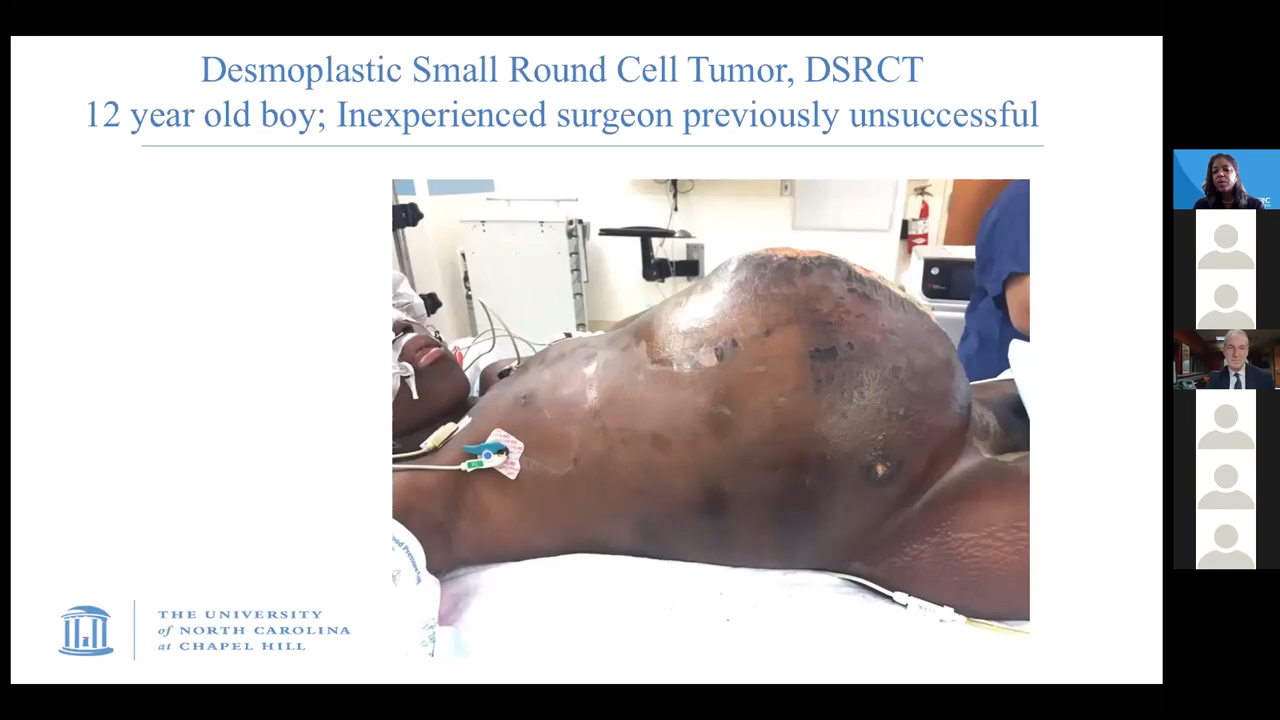 Desmoplastic Small Round Cell Tumor, DSRCT
12 year old boy; Inexperienced surgeon previously unsuccessful
THE UNIVERSITY
of NORTH CAROLINA
at CHAPEL HILL